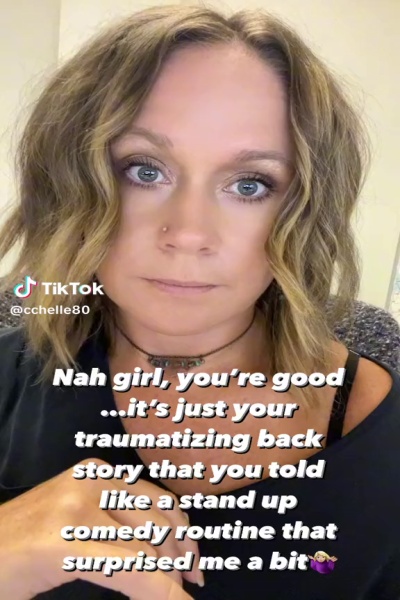 TikTok
@cchelle80
Nah girl, you're good
...it's just your
traumatizing back
story that you told
like a stand up
comedy routine that
surprised me a bit🤷🏼‍♀️